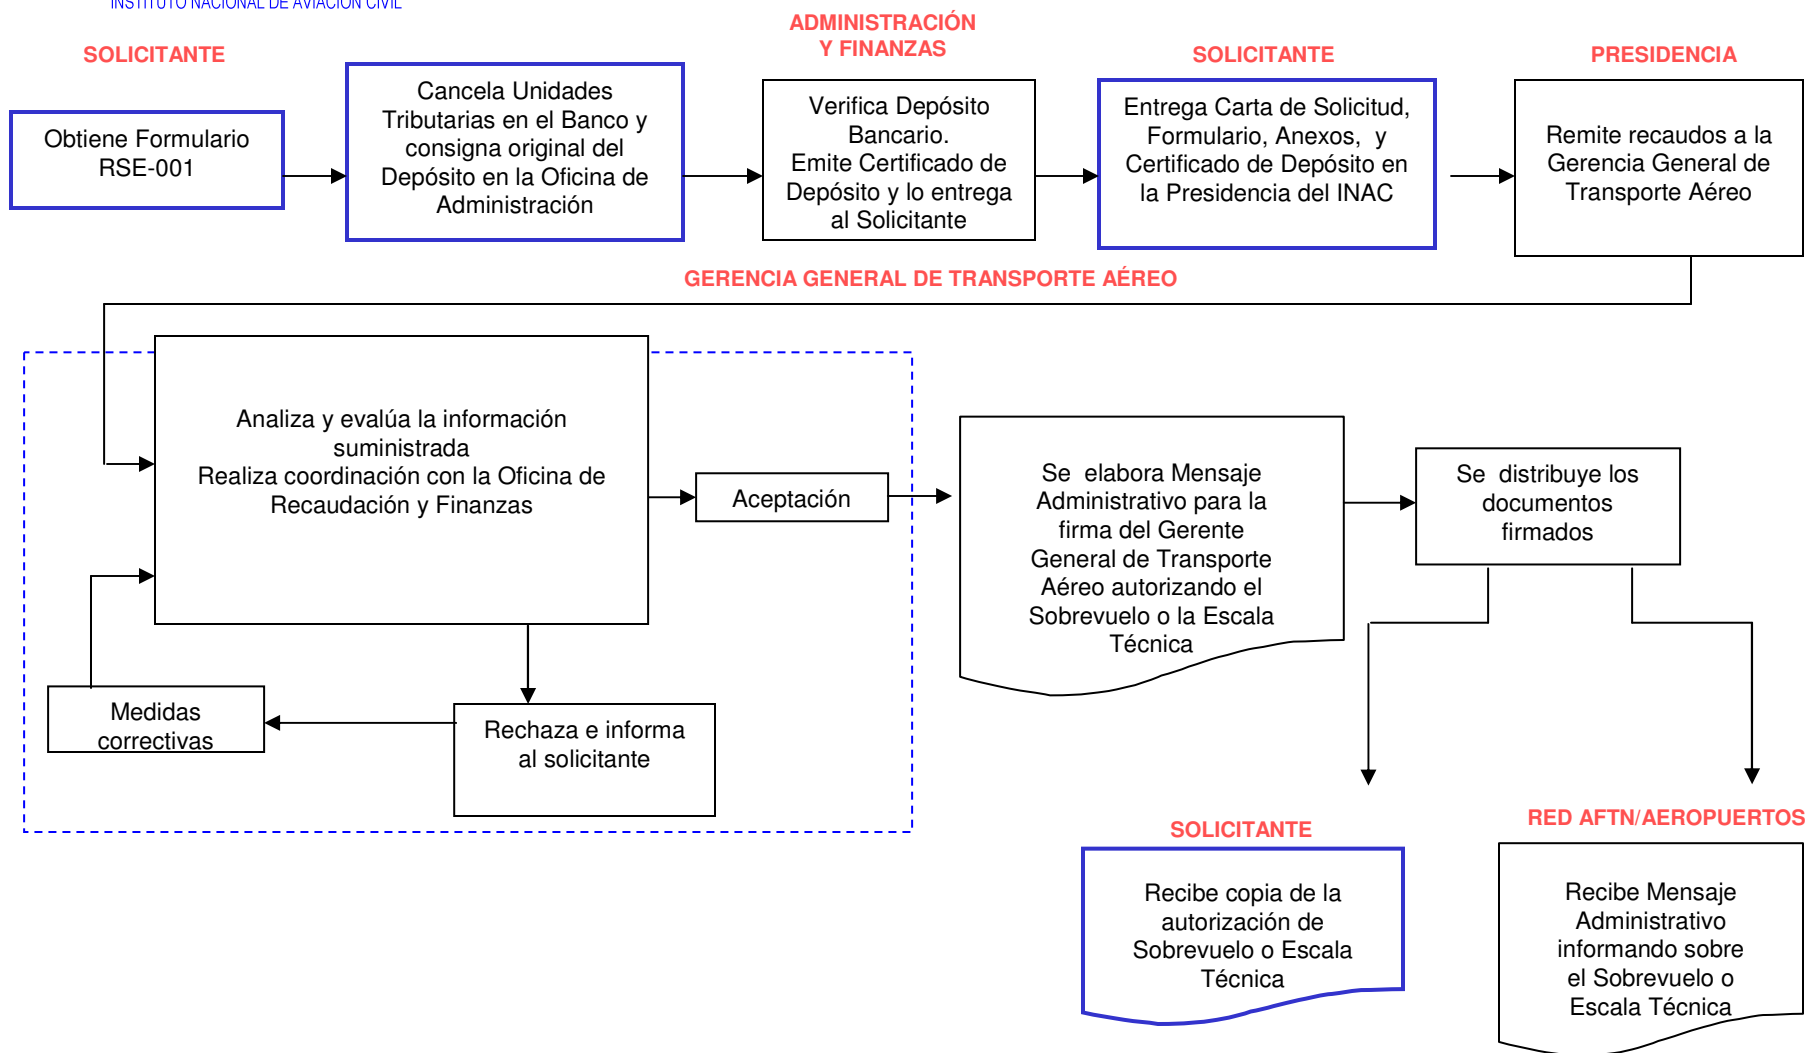 INSTITUTO NACIONAL DE AVIACIÓN CIVIL
SOLICITANTE
Obtiene Formulario
RSE-001
Cancela Unidades
Tributarias en el Banco y
consigna original del
Depósito en la Oficina de
Administración
ADMINISTRACIÓN
Y FINANZAS
Verifica Depósito
Bancario.
Emite Certificado de
Depósito y lo entrega
al Solicitante
SOLICITANTE
Entrega Carta de Solicitud,
Formulario, Anexos, y
Certificado de Depósito en
la Presidencia del INAC
PRESIDENCIA
Remite recaudos a la
Gerencia General de
Transporte Aéreo
GERENCIA GENERAL DE TRANSPORTE AÉREO
Analiza y evalúa la información
suministrada
Realiza coordinación con la Oficina de
Recaudación y Finanzas
Aceptación
Se elabora Mensaje
Administrativo para la
firma del Gerente
General de Transporte
Aéreo autorizando el
Sobrevuelo o la Escala
Técnica
Se distribuye los
documentos
firmados
Medidas
correctivas
Rechaza e informa
al solicitante
SOLICITANTE
Recibe copia de la
autorización de
Sobrevuelo o Escala
Técnica
RED AFTN/AEROPUERTOS
Recibe Mensaje
Administrativo
informando sobre
el Sobrevuelo o
Escala Técnica